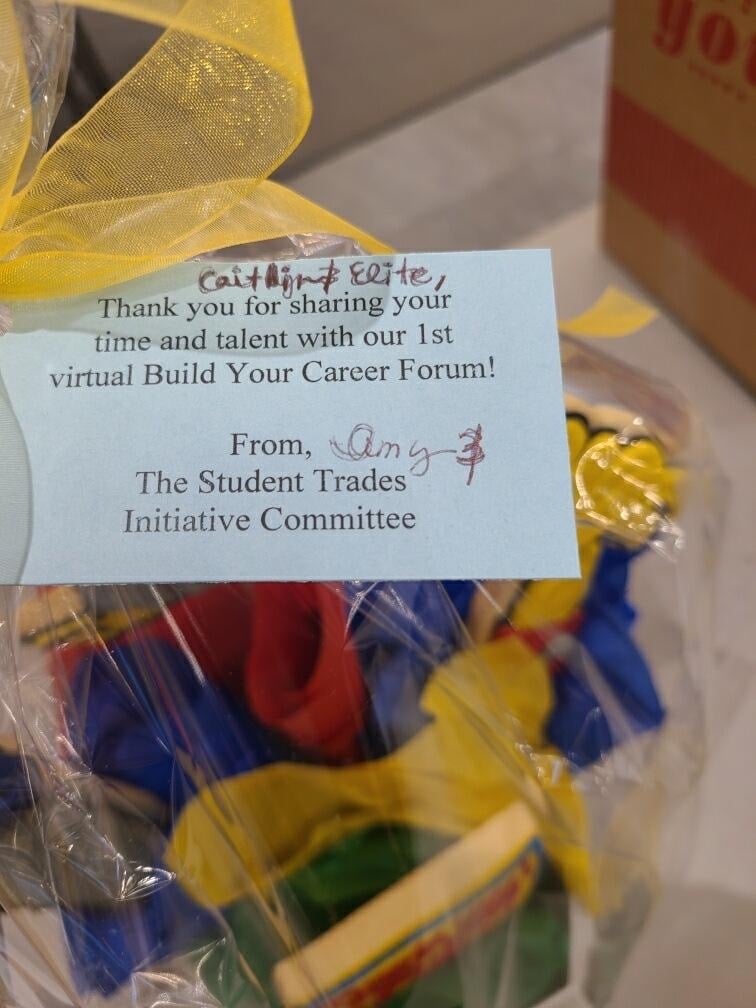 Caitlyn & Elite,
Thank you for sharing your
time and talent with our 1st
virtual Build Your Career Forum!
From, Amy &
The Student Trades
Initiative Committee